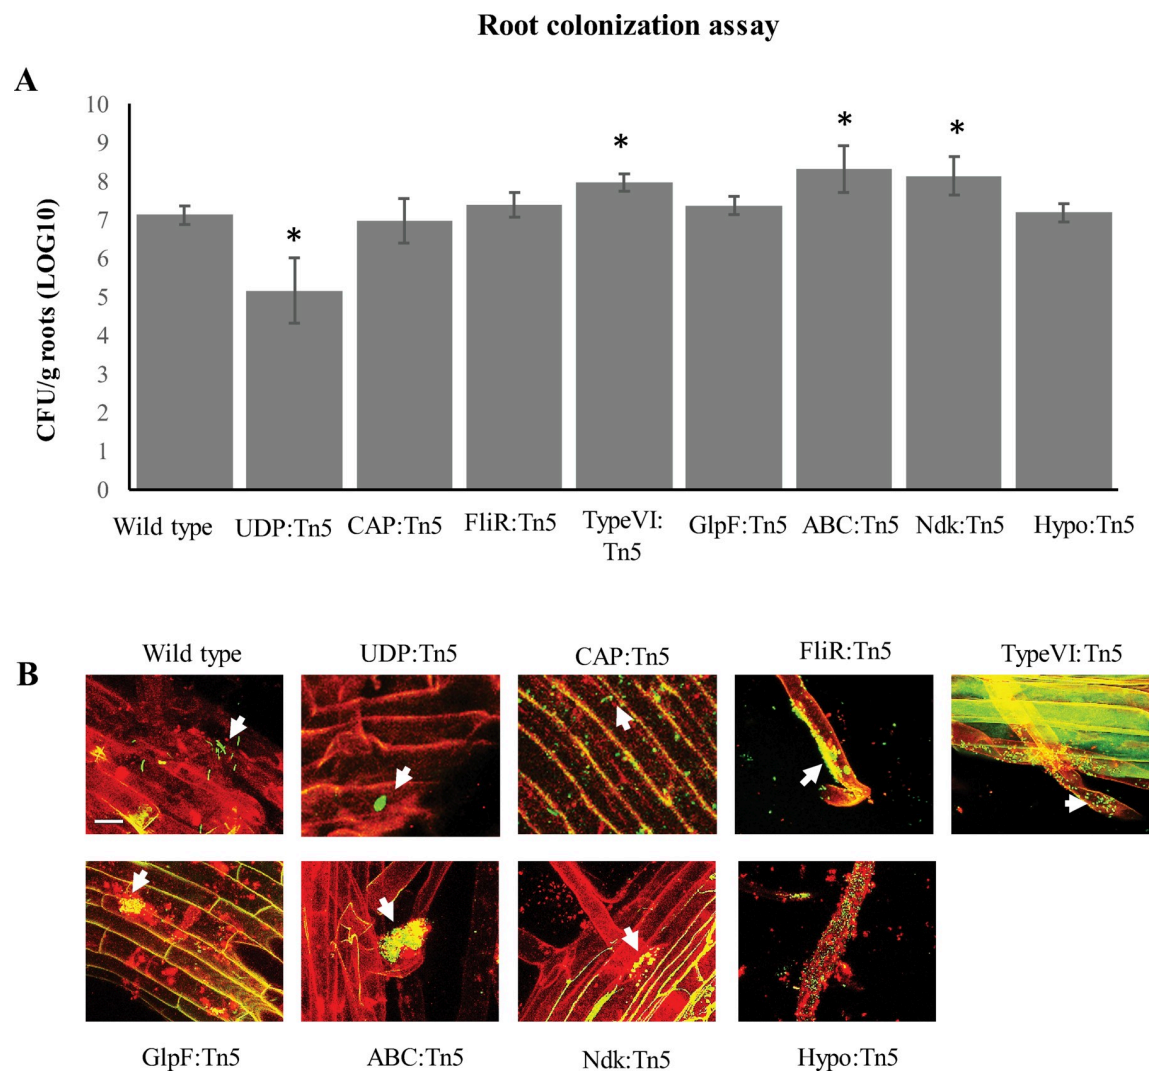 Root colonization assay
A
CFU/g roots (LOG10)
10
9
8
7
6
5
4
3
2
1
0
*
*
*
*
Wild type
UDP:Tn5
CAP:Tn5
FliR:Tn5
TypeVI:
Tn5
GlpF:Tn5
ABC:Tn5
Ndk:Tn5
Hypo:Tn5
B
Wild type
UDP:Tn5
CAP:Tn5
FliR:Tn5
TypeVI:Tn5
GlpF:Tn5
ABC:Tn5
Ndk:Tn5
Hypo:Tn5